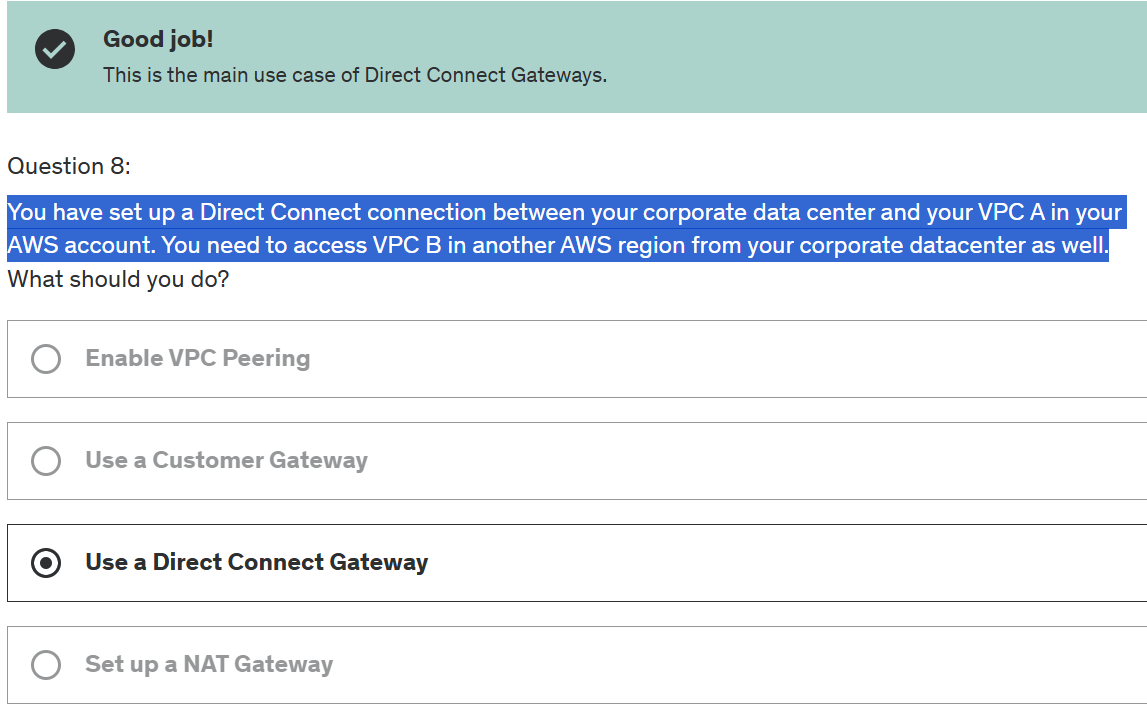 Good job!
This is the main use case of Direct Connect Gateways.
Question 8:
You have set up a Direct Connect connection between your corporate data center and your VPC A in your
AWS account. You need to access VPC B in another AWS region from your corporate datacenter as well.
What should you do?
Enable VPC Peering
Use a Customer Gateway
Use a Direct Connect Gateway
Set up a NAT Gateway